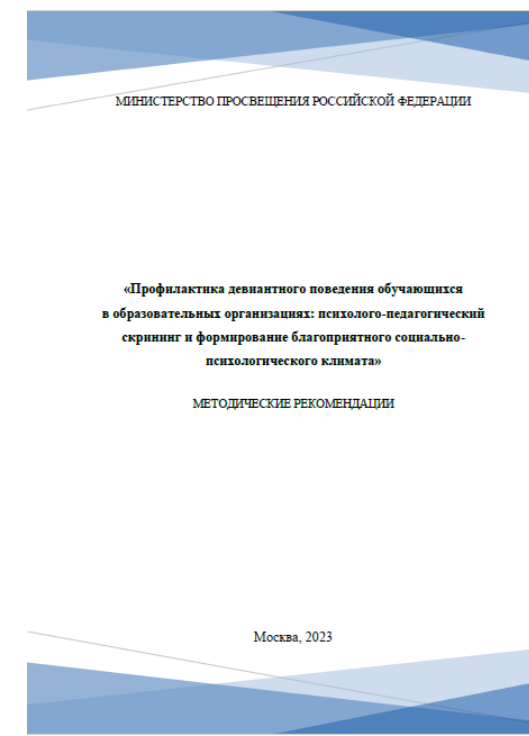 МИНИСТЕРСТВО ПРОСВЕЩЕНИЯ РОССИЙСКОЙ ФЕДЕРАЦИИ
«Профилактика девиантного поведения обучающихся
в образовательных организациях: психолого-педагогический
скрининг и формирование благоприятного социально-
психологического климата»
МЕТОДИЧЕСКИЕ РЕКОМЕНДАЦИИ
Москва, 2023